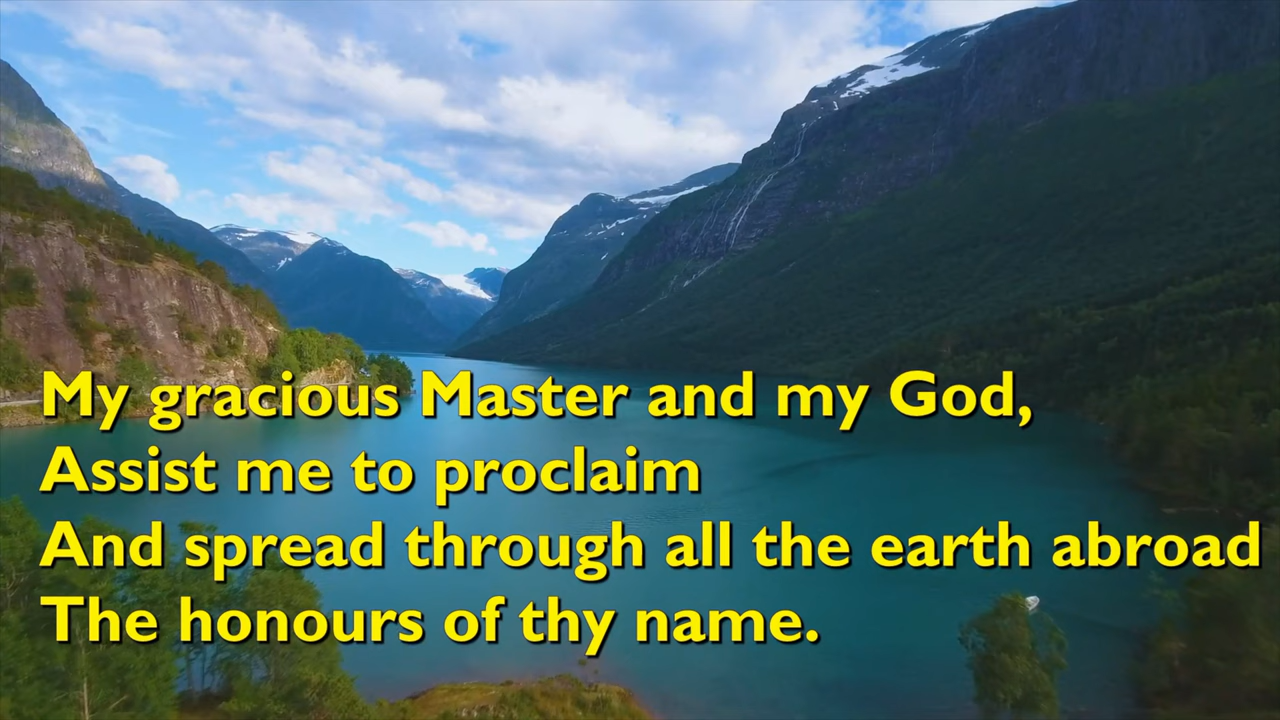 My gracious Master and my God,
Assist me to proclaim
And spread through all the earth abroad
The honours of thy name.